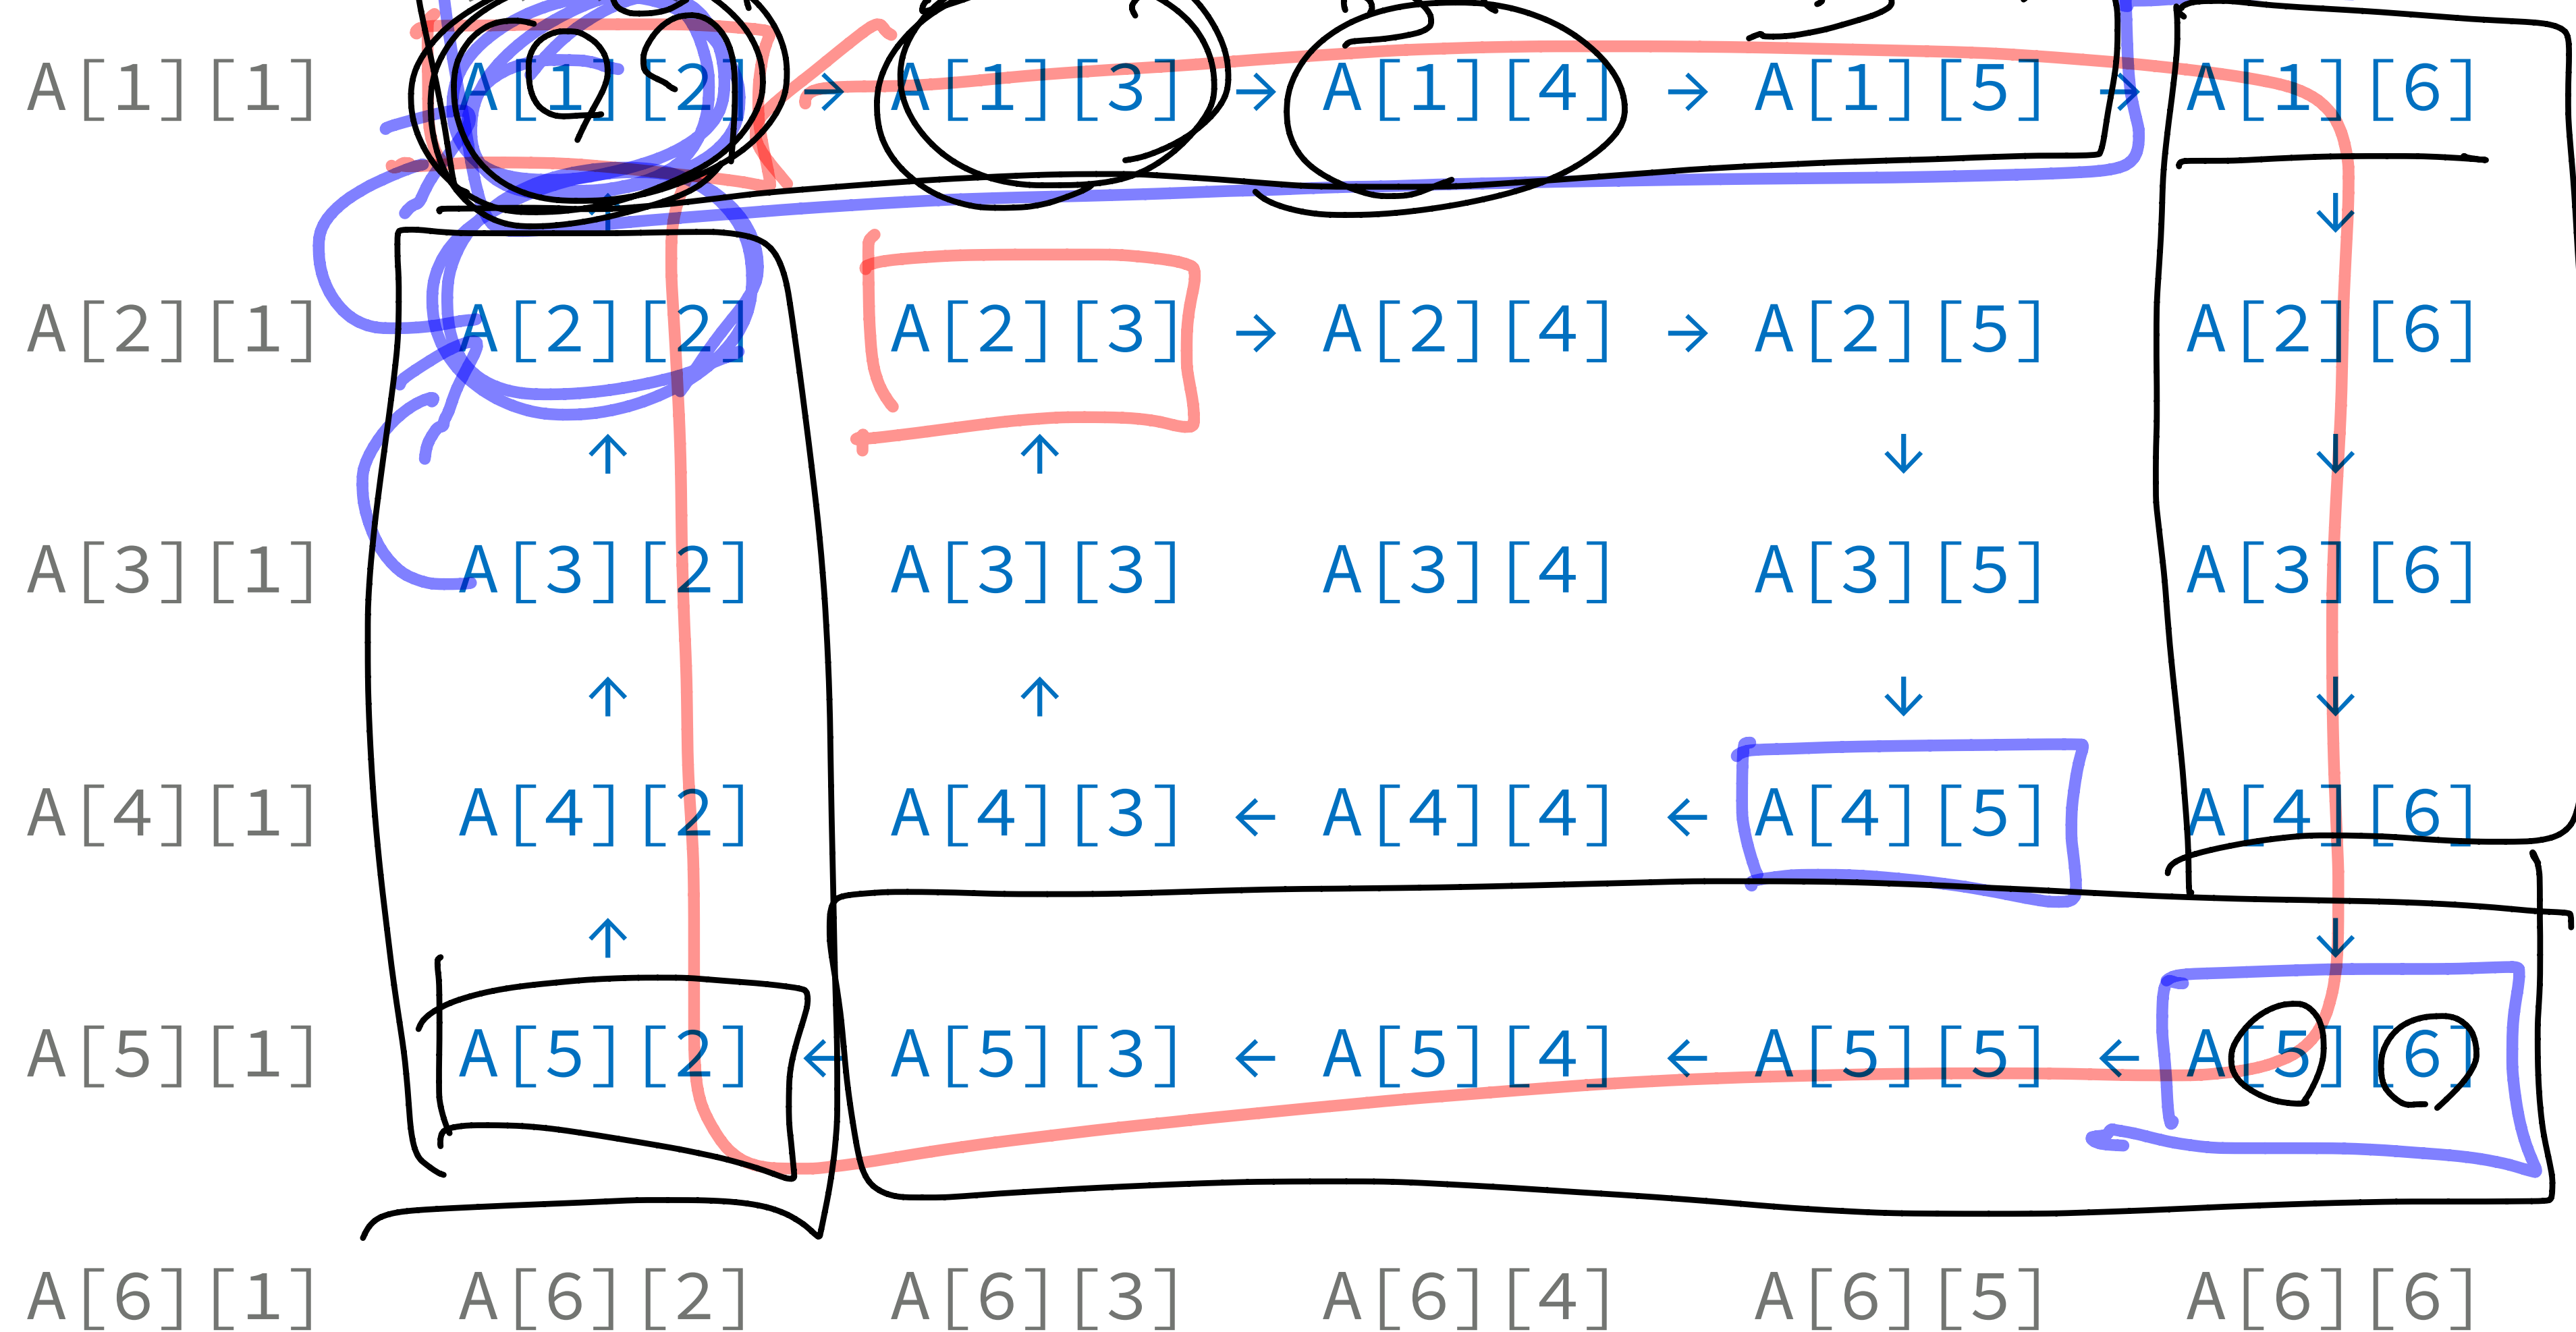 A[1][1] A[1][2] → A[1][3] → A[1][4] → A[1][5] → A[1][6]
↑ ↓
A[2][1] A[2][2] A[2][3] → A[2][4] → A[2][5] A[2][6]
↑ ↑ ↓ ↓
A[3][1] A[3][2] A[3][3] A[3][4] A[3][5] A[3][6]
↑ ↑ ↓ ↓
A[4][1] A[4][2] A[4][3] ← A[4][4] ← A[4][5] A[4][6]
↑ ↓
A[5][1] A[5][2] ← A[5][3] ← A[5][4] ← A[5][5] ← A[5][6]
A[6][1] A[6][2] A[6][3] A[6][4] A[6][5] A[6][6]